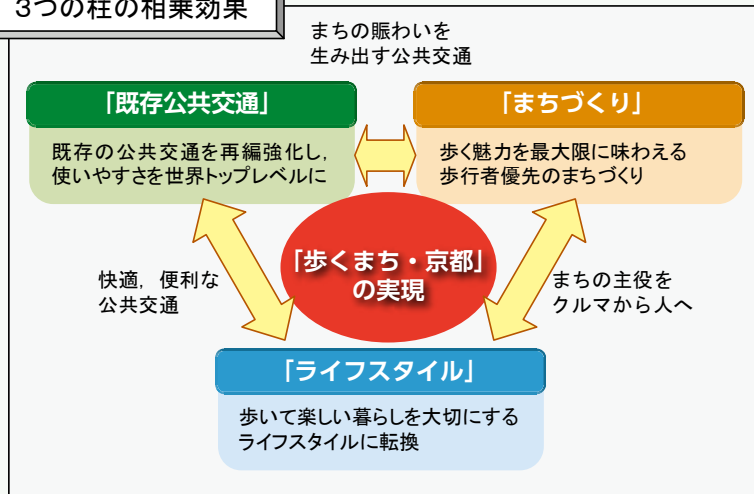 3つの柱の相乗効果
まちの賑わいを
生み出す公共交通
「既存公共交通」
既存の公共交通を再編強化し，
使いやすさを世界トップレベルに
「まちづくり」
歩く魅力を最大限に味わえる
歩行者優先のまちづくり
「歩くまち・京都」
の実現
快適，便利な
公共交通
まちの主役を
クルマから人へ
「ライフスタイル」
歩いて楽しい暮らしを大切にする
ライフスタイルに転換